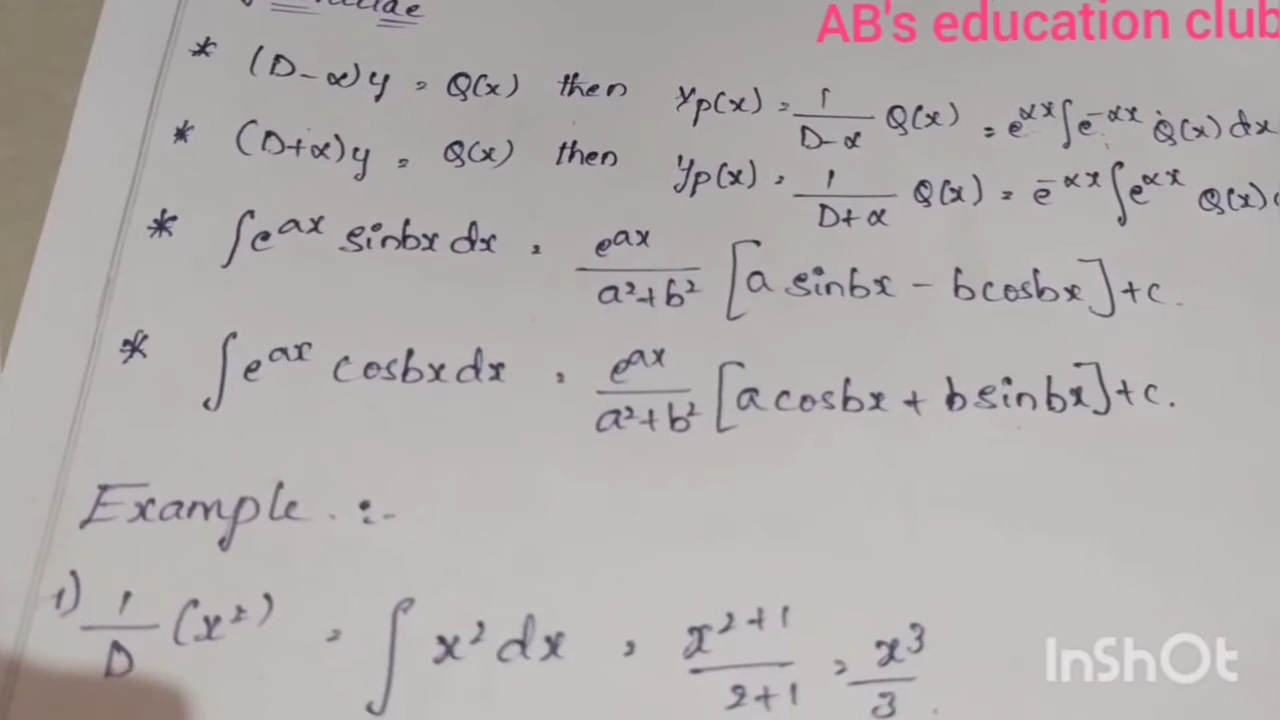 AB's education club
* (D-α)y = Q(x) then yp(x) = 1/(D-α) Q(x) = e^αx ∫e^-αx Q(x) dx
* (D+α)y = Q(x) then yp(x) = 1/(D+α) Q(x) = e^-αx ∫e^αx Q(x)
* ∫e^ax sinbx dx = e^ax/(a²+b²) [a sinbx - bcosbx]+c.
* ∫e^ax cosbx dx = e^ax/(a²+b²) [a cosbx + b sinbx]+c.
Example :-
1) 1/D (x²) = ∫ x² dx = x^(2+1)/(2+1) = x³/3.
InShOt